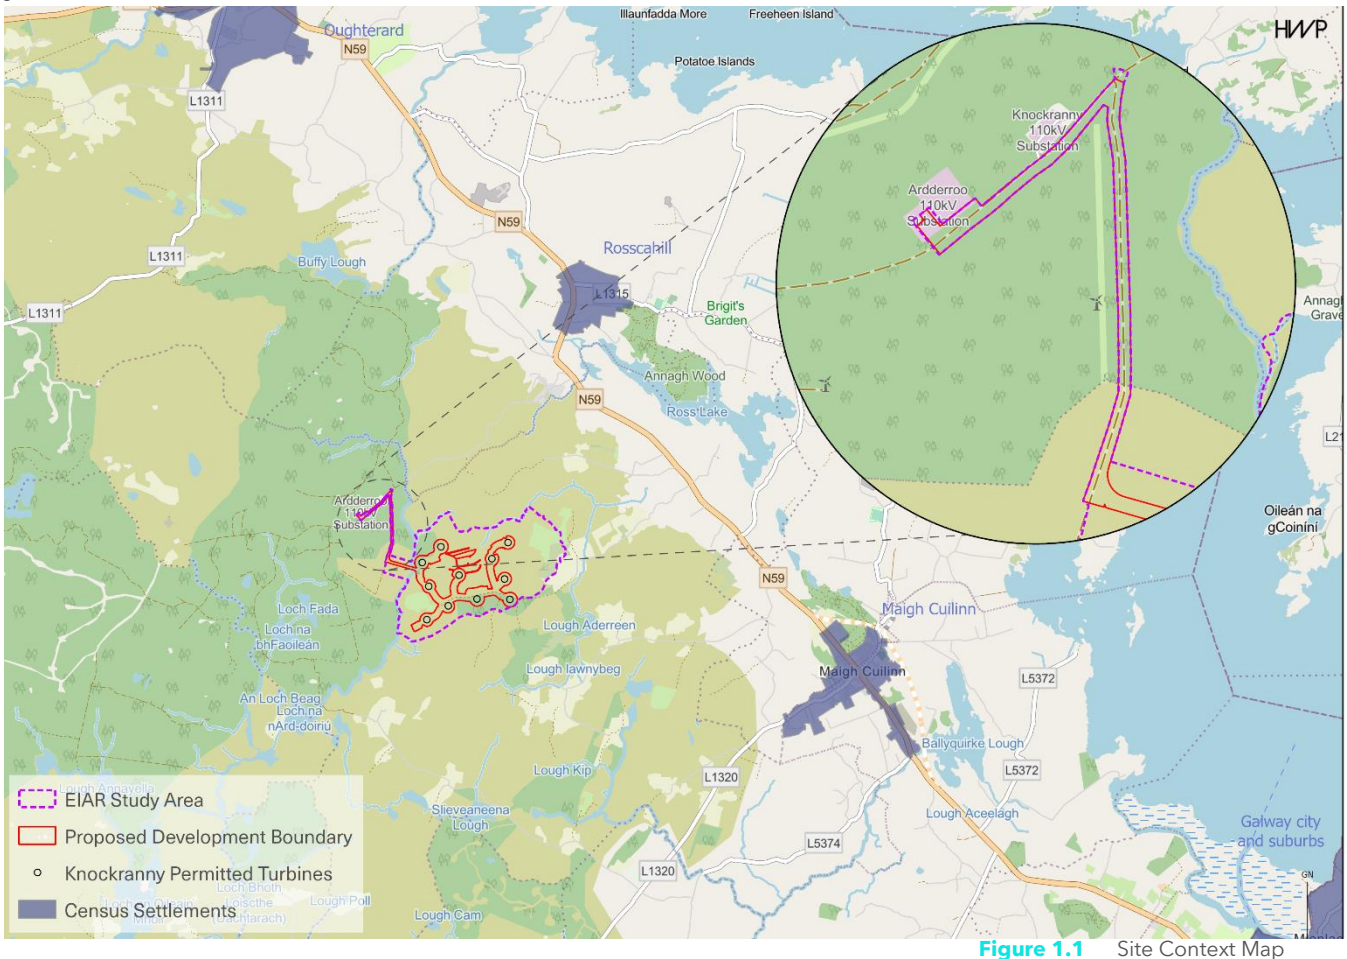 Illaunfadda More
Freeheen Island
HWP
Oughterard
N59
Potatoe Islands
L1311
Knockranny
110kV
Substation
Ardderroo
110kV
Substation
N59
Rosscahill
L1311
Buffy Lough
L1315
Brigit's
Garden
L1311
Annagh Wood
Ross Lake
N59
Ardderroo
110kV
Substation
Oileán na
gCoiníní
N59
Loch Fada
Loch na
bhFaoileán
Lough Aderreen
Maigh Cuilinn
Lough Iawnybeg
Maigh Cuilinn
L5372
An Loch Beag
Loch na
nArd-doiriú
Ballyquirke Lough
Lough Kip
L1320
L5372
EIAR Study Area
Slieveaneena
Lough
Lough Aceelagh
Proposed Development Boundary
Galway city
and suburbs
L5374
Knockranny Permitted Turbines
L1320
GN
Census Settlements
Lough Poll
Lough Cam
Figure 1.1 Site Context Map